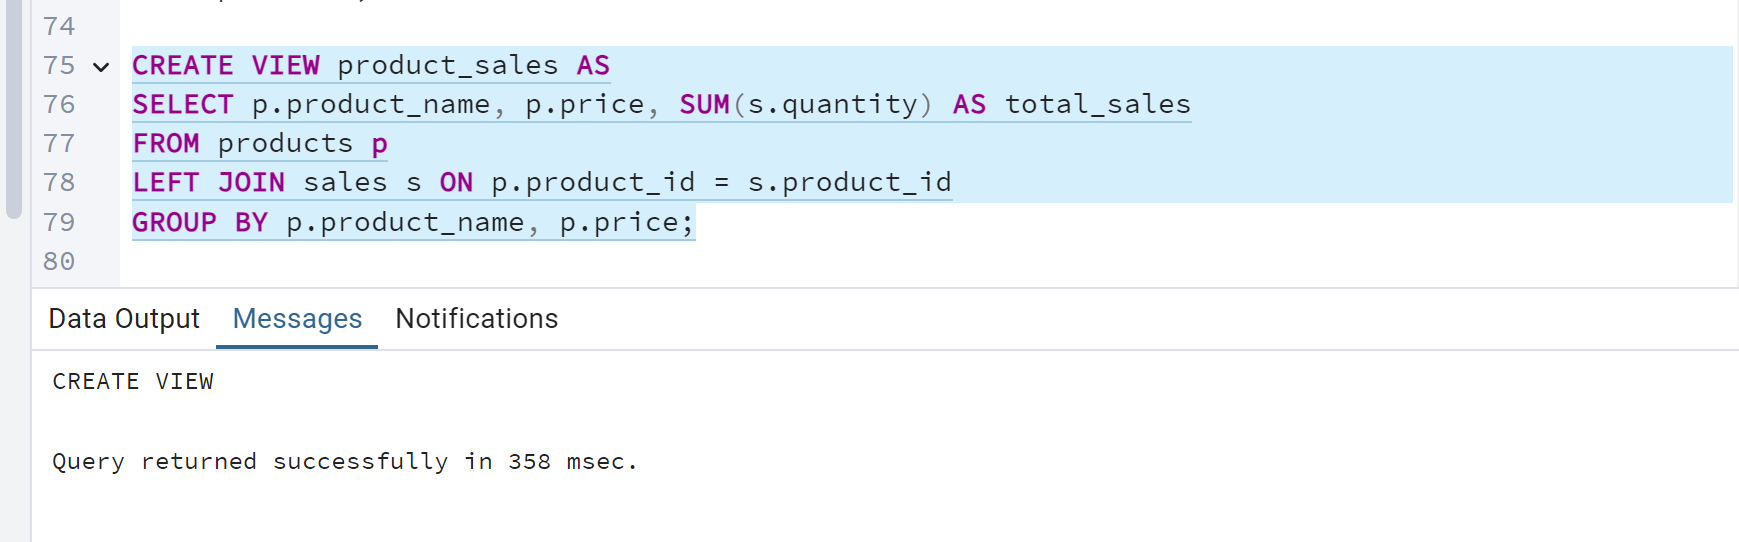 74
75 CREATE VIEW product_sales AS
76 SELECT p.product_name, p.price, SUM(s.quantity) AS total_sales
77 FROM products p
78 LEFT JOIN sales s ON p.product_id = s.product_id
79 GROUP BY p.product_name, p.price;
80
Data Output Messages Notifications
CREATE VIEW
Query returned successfully in 358 msec.